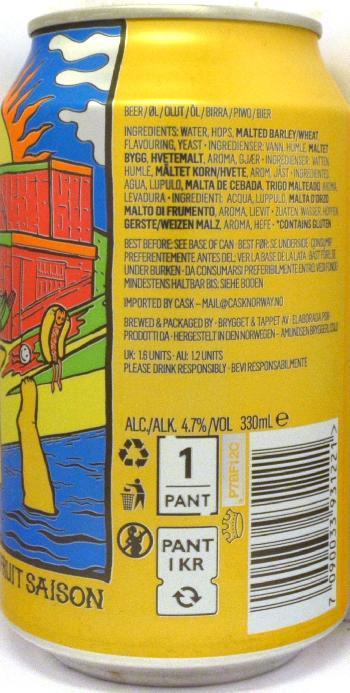 BEER/ØL/OLUT/ÖL/BIRRA/PIWO/BIER
INGREDIENTS: WATER, HOPS, MALTED BARLEY/WHEAT
FLAVOURING, YEAST · INGREDIENSER: VANN, HUMLE, MALTET
BYGG, HVETEMALT, AROMA, GJÆR · INGREDIENSER: VATTEN,
HUMLE, MÅLTET KORN/HVETE, AROM, JÄST · INGREDIENTES:
AGUA, LUPULO, MALTA DE CEBADA, TRIGO MALTEADO, AROMA,
LEVADURA · INGREDIENTI: ACQUA, LUPPULO, MALTA D'ORZO
MALTO DI FRUMENTO, AROMA, LIEVIT · ZUTATEN: WASSER, HOPFEN,
GERSTE/WEIZEN MALZ, AROMA, HEFE · *CONTAINS GLUTEN
BEST BEFORE: SEE BASE OF CAN · BEST FØR: SE UNDERSIDE · CONSUMIR
PREFERENTEMENTE ANTES DEL: VER LA BASE DE LA LATA · BÄST FÖRE: SE
UNDER BURKEN · DA CONSUMARSI PREFERIBILMENTE ENTRO: VEDI FONDO
MINDESTENS HALTBAR BIS: SIEHE BODEN
IMPORTED BY CASK – MAIL@CASKNORWAY.NO
BREWED & PACKAGED BY · BRYGGET & TAPPET AV · ELABORADA POR·
PRODOTTI DA · HERGESTELLT IN DEN NORWEGEN – AMUNDSEN BRYGGERI, OSLO
UK: 1.6 UNITS · AU: 1.2 UNITS
PLEASE DRINK RESPONSIBLY · BEVI RESPONSABILMENTE
ALC./ALK. 4.7%/VOL 330mL e
1
PANT
P7BF12C
PANT
1 KR
7 090033 931221 >
FRUIT SAISON